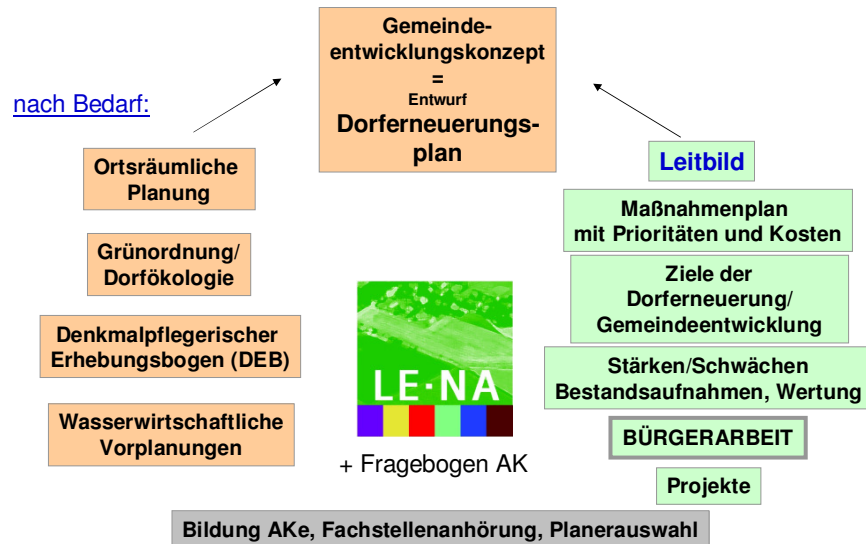 Gemeinde-
entwicklungskonzept
=
Entwurf
Dorferneuerungs-
plan
nach Bedarf:
Ortsräumliche
Planung
Grünordnung/
Dorfökologie
Denkmalpflegerischer
Erhebungsbogen (DEB)
Wasserwirtschaftliche
Vorplanungen
LE·NA
+ Fragebogen AK
Leitbild
Maßnahmenplan
mit Prioritäten und Kosten
Ziele der
Dorferneuerung/
Gemeindeentwicklung
Stärken/Schwächen
Bestandsaufnahmen, Wertung
BÜRGERARBEIT
Projekte
Bildung AKe, Fachstellenanhörung, Planerauswahl